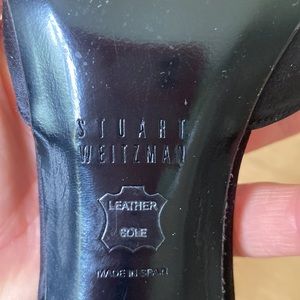 STUART
WEITZMAN
LEATHER
SOLE
MADE IN SPAIN